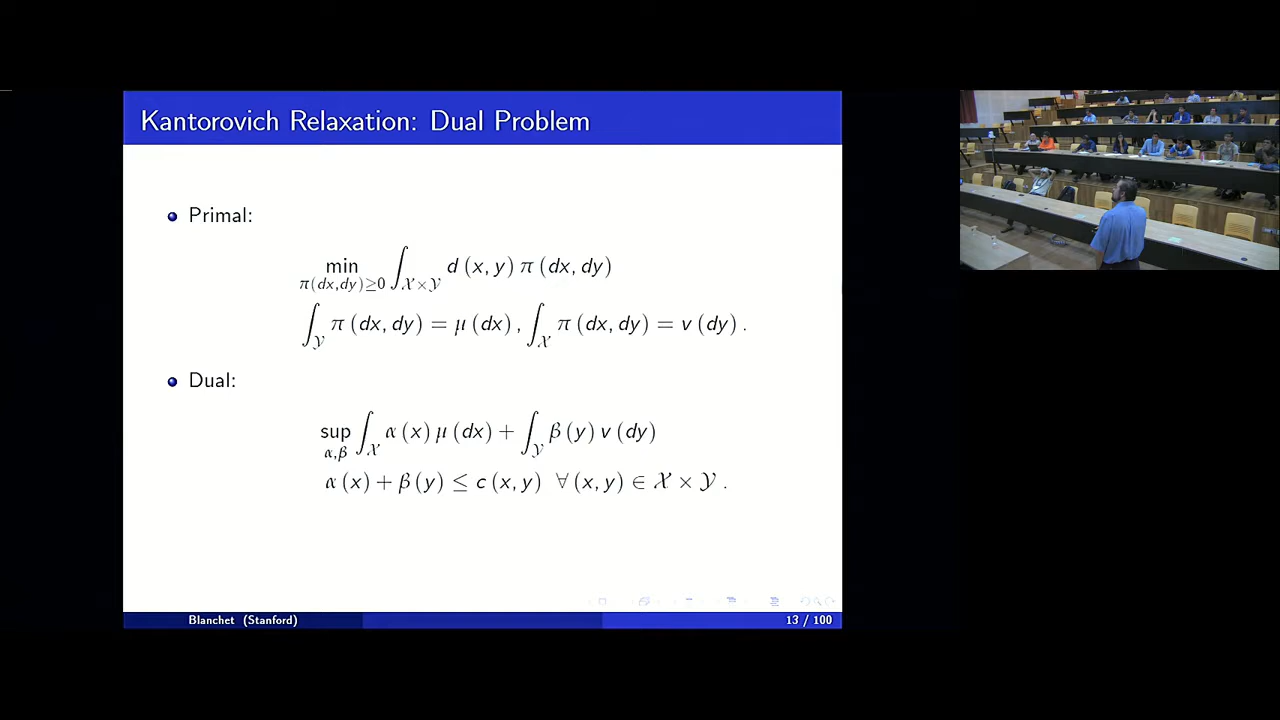 Kantorovich Relaxation: Dual Problem
Primal:
min_{π(dx,dy)≥0} ∫_{𝒳×𝒴} d (x, y) π (dx, dy)
∫_𝒴 π (dx, dy) = μ (dx) , ∫_𝒳 π (dx, dy) = v (dy) .
Dual:
sup_{α,β} ∫_𝒳 α (x) μ (dx) + ∫_𝒴 β (y) v (dy)
α (x) + β (y) ≤ c (x, y) ∀ (x, y) ∈ 𝒳 × 𝒴 .
Blanchet (Stanford) 13 / 100